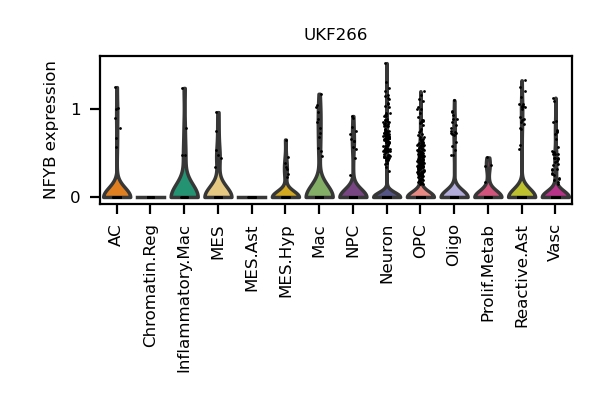 UKF266
NFYB expression
1
0
AC
Chromatin.Reg
Inflammatory.Mac
MES
MES.Ast
MES.Hyp
Mac
NPC
Neuron
OPC
Oligo
Prolif.Metab
Reactive.Ast
Vasc